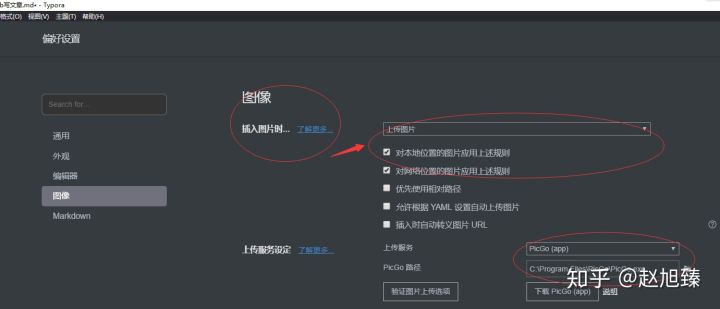 b写文章.md• - Typora
格式(O) 视图(V) 主题(T) 帮助(H)
偏好设置
Search for...
图像
插入图片时... 了解更多... 上传图片
通用
对本地位置的图片应用上述规则
外观
对网络位置的图片应用上述规则
编辑器
优先使用相对路径
图像
允许根据 YAML 设置自动上传图片
Markdown
插入时自动转义图片 URL
上传服务设定 了解更多... 上传服务 PicGo (app)
PicGo 路径 C:\Program Files\PicGo\PicGo.exe
验证图片上传选项 下载 PicGo (app) 说明
知乎 @赵旭臻